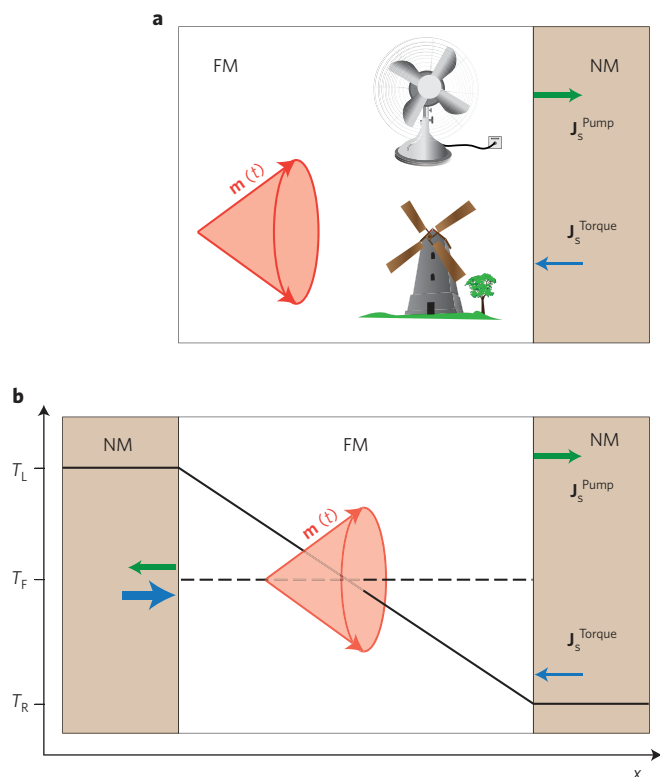 a
FM
NM
J_s^Pump
m (t)
J_s^Torque
b
NM
FM
NM
T_L
J_s^Pump
m (t)
T_F
J_s^Torque
T_R
x